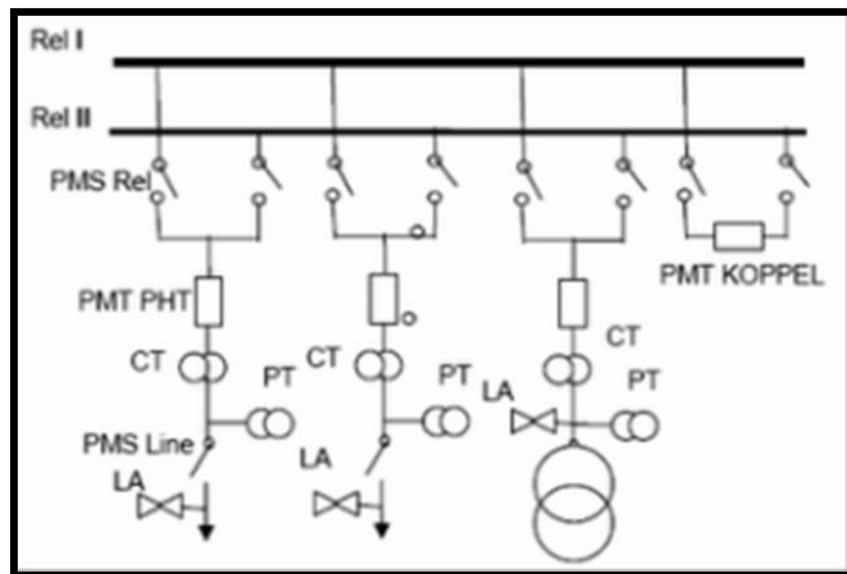 Rel I
Rel III
PMS Rel
PMT KOPPEL
PMT PHT
CT
CT
CT
PT
PT
PT
LA
PMS Line
LA
LA